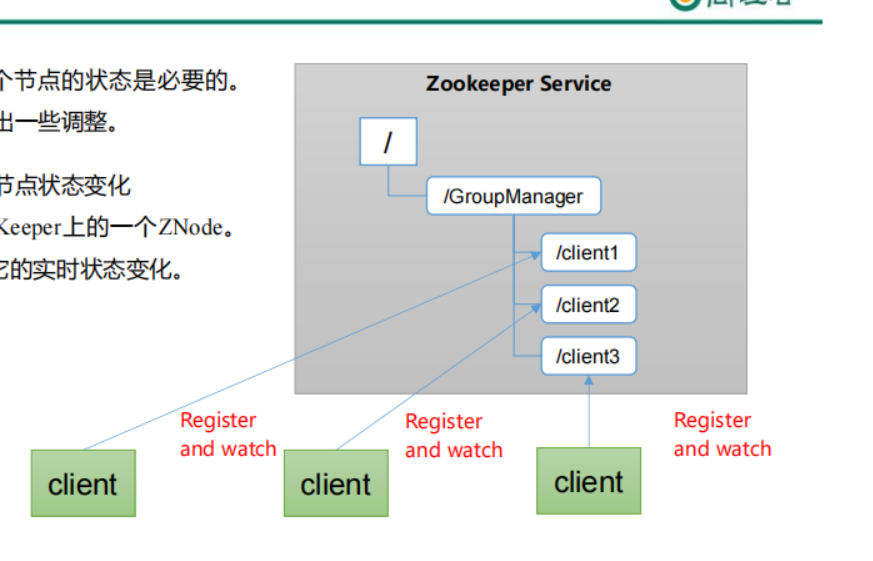 个节点的状态是必要的。
出一些调整。
节点状态变化
Keeper上的一个ZNode。
它的实时状态变化。
Zookeeper Service
/
/GroupManager
/client1
/client2
/client3
Register
and watch
Register
and watch
Register
and watch
client
client
client